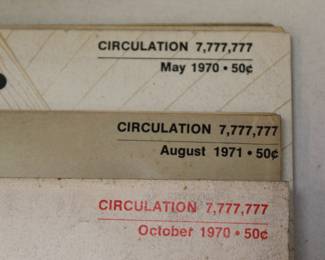 CIRCULATION 7,777,777
May 1970 • 50¢
CIRCULATION 7,777,777
August 1971 • 50¢
CIRCULATION 7,777,777
October 1970 • 50¢